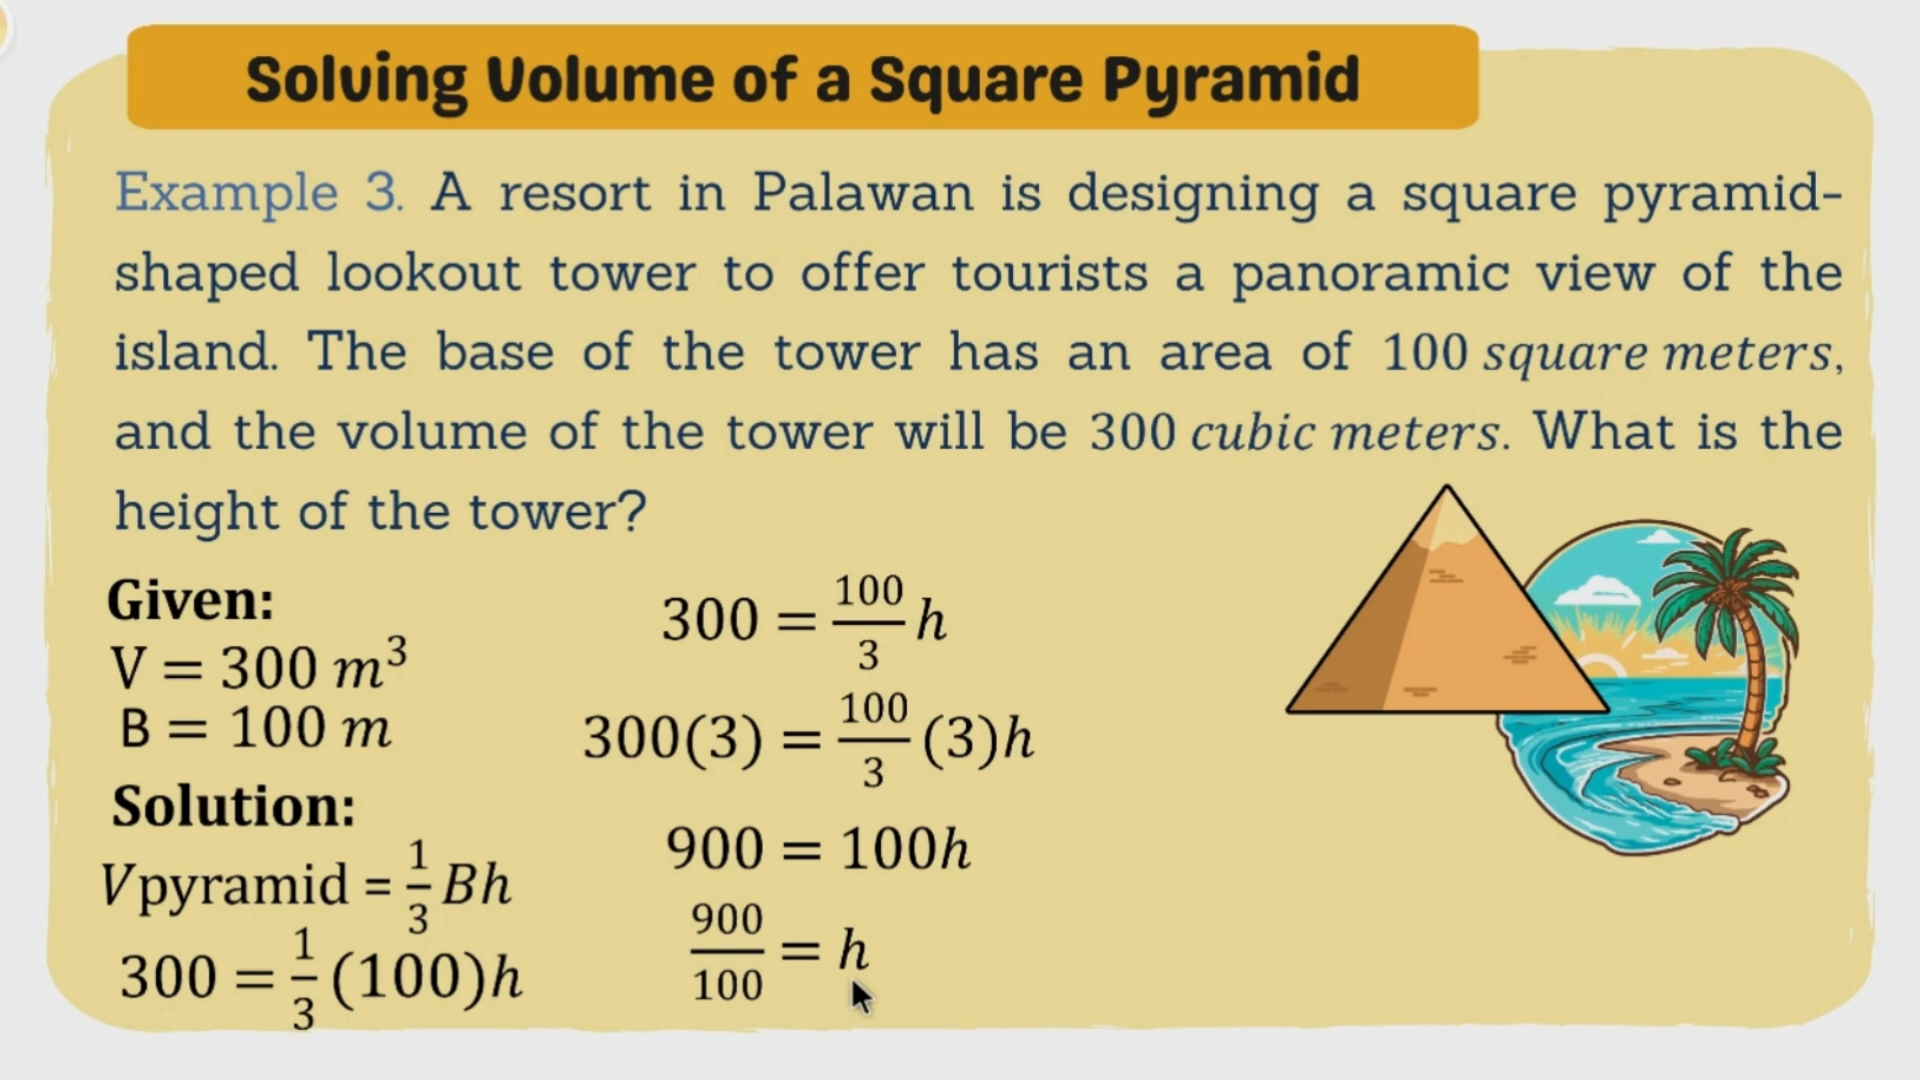 Solving Volume of a Square Pyramid
Example 3. A resort in Palawan is designing a square pyramid-
shaped lookout tower to offer tourists a panoramic view of the
island. The base of the tower has an area of 100 square meters,
and the volume of the tower will be 300 cubic meters. What is the
height of the tower?
Given:
V = 300 m³
B = 100 m
Solution:
Vpyramid = 1/3 Bh
300 = 1/3 (100)h
300 = 100/3 h
300(3) = 100/3 (3)h
900 = 100h
900/100 = h